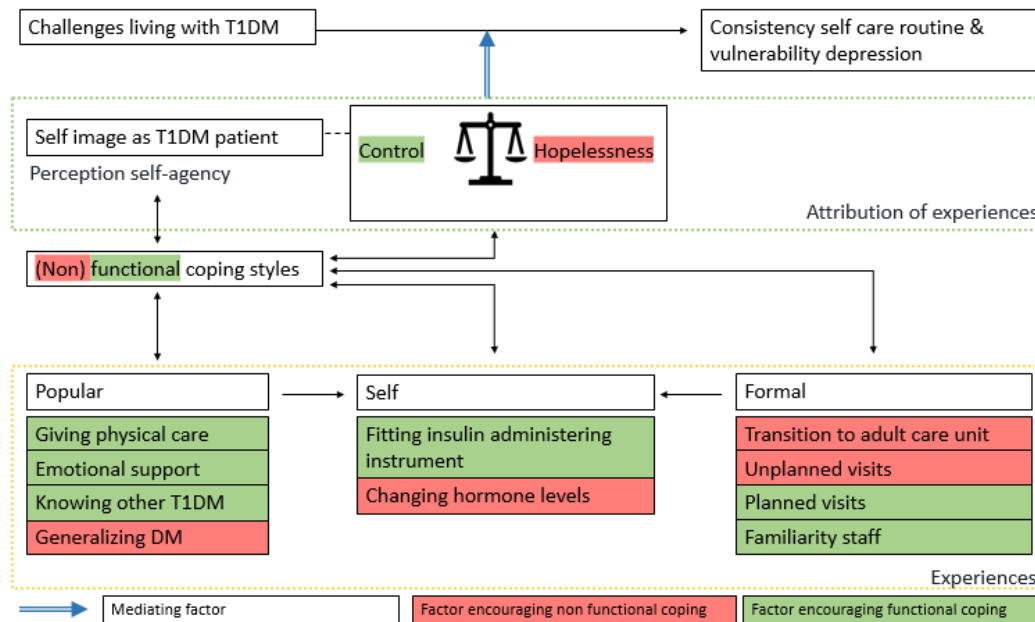 Challenges living with T1DM
Consistency self care routine &
vulnerability depression
Self image as T1DM patient
Control
Hopelessness
Perception self-agency
Attribution of experiences
(Non) functional coping styles
Popular
Self
Formal
Giving physical care
Emotional support
Knowing other T1DM
Generalizing DM
Fitting insulin administering
instrument
Changing hormone levels
Transition to adult care unit
Unplanned visits
Planned visits
Familiarity staff
Experiences
Mediating factor
Factor encouraging non functional coping
Factor encouraging functional coping